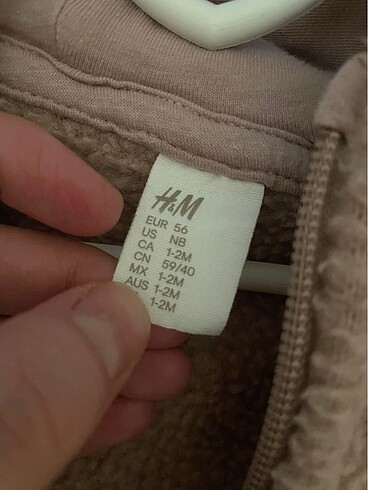 H&M
EUR 56
US NB
CA 1-2M
CN 59/40
MX 1-2M
AUS 1-2M
1-2M